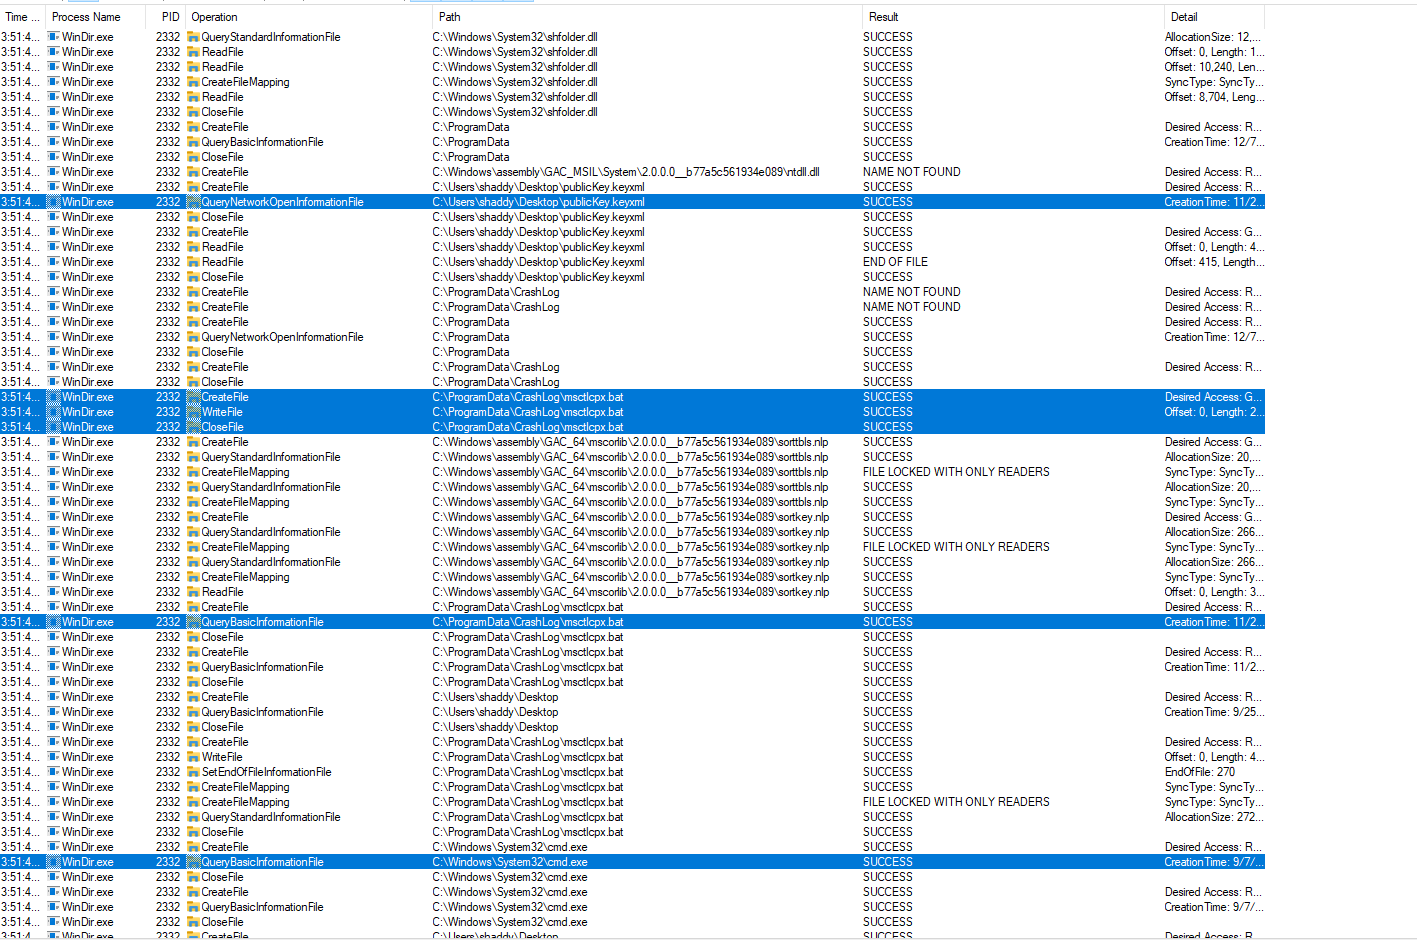 Time ... Process Name PID Operation Path Result Detail
3:51:4... WinDir.exe 2332 QueryStandardInformationFile C:\Windows\System32\shfolder.dll SUCCESS AllocationSize: 12,...
3:51:4... WinDir.exe 2332 ReadFile C:\Windows\System32\shfolder.dll SUCCESS Offset: 0, Length: 1...
3:51:4... WinDir.exe 2332 ReadFile C:\Windows\System32\shfolder.dll SUCCESS Offset: 10,240, Len...
3:51:4... WinDir.exe 2332 CreateFileMapping C:\Windows\System32\shfolder.dll SUCCESS SyncType: SyncTy...
3:51:4... WinDir.exe 2332 ReadFile C:\Windows\System32\shfolder.dll SUCCESS Offset: 8,704, Leng...
3:51:4... WinDir.exe 2332 CloseFile C:\Windows\System32\shfolder.dll SUCCESS
3:51:4... WinDir.exe 2332 CreateFile C:\ProgramData SUCCESS Desired Access: R...
3:51:4... WinDir.exe 2332 QueryBasicInformationFile C:\ProgramData SUCCESS CreationTime: 12/7...
3:51:4... WinDir.exe 2332 CloseFile C:\ProgramData SUCCESS
3:51:4... WinDir.exe 2332 CreateFile C:\Windows\assembly\GAC_MSIL\System\2.0.0.0__b77a5c561934e089\ntdll.dll NAME NOT FOUND Desired Access: R...
3:51:4... WinDir.exe 2332 CreateFile C:\Users\shaddy\Desktop\publicKey.keyxml SUCCESS Desired Access: R...
3:51:4... WinDir.exe 2332 QueryNetworkOpenInformationFile C:\Users\shaddy\Desktop\publicKey.keyxml SUCCESS CreationTime: 11/2...
3:51:4... WinDir.exe 2332 CloseFile C:\Users\shaddy\Desktop\publicKey.keyxml SUCCESS
3:51:4... WinDir.exe 2332 CreateFile C:\Users\shaddy\Desktop\publicKey.keyxml SUCCESS Desired Access: G...
3:51:4... WinDir.exe 2332 ReadFile C:\Users\shaddy\Desktop\publicKey.keyxml SUCCESS Offset: 0, Length: 4...
3:51:4... WinDir.exe 2332 ReadFile C:\Users\shaddy\Desktop\publicKey.keyxml END OF FILE Offset: 415, Length...
3:51:4... WinDir.exe 2332 CloseFile C:\Users\shaddy\Desktop\publicKey.keyxml SUCCESS
3:51:4... WinDir.exe 2332 CreateFile C:\ProgramData\CrashLog NAME NOT FOUND Desired Access: R...
3:51:4... WinDir.exe 2332 CreateFile C:\ProgramData\CrashLog NAME NOT FOUND Desired Access: R...
3:51:4... WinDir.exe 2332 CreateFile C:\ProgramData SUCCESS Desired Access: R...
3:51:4... WinDir.exe 2332 QueryNetworkOpenInformationFile C:\ProgramData SUCCESS CreationTime: 12/7...
3:51:4... WinDir.exe 2332 CloseFile C:\ProgramData SUCCESS
3:51:4... WinDir.exe 2332 CreateFile C:\ProgramData\CrashLog SUCCESS Desired Access: R...
3:51:4... WinDir.exe 2332 CloseFile C:\ProgramData\CrashLog SUCCESS
3:51:4... WinDir.exe 2332 CreateFile C:\ProgramData\CrashLog\msctlcpx.bat SUCCESS Desired Access: G...
3:51:4... WinDir.exe 2332 WriteFile C:\ProgramData\CrashLog\msctlcpx.bat SUCCESS Offset: 0, Length: 2...
3:51:4... WinDir.exe 2332 CloseFile C:\ProgramData\CrashLog\msctlcpx.bat SUCCESS
3:51:4... WinDir.exe 2332 CreateFile C:\Windows\assembly\GAC_64\mscorlib\2.0.0.0__b77a5c561934e089\sorttbls.nlp SUCCESS Desired Access: G...
3:51:4... WinDir.exe 2332 QueryStandardInformationFile C:\Windows\assembly\GAC_64\mscorlib\2.0.0.0__b77a5c561934e089\sorttbls.nlp SUCCESS AllocationSize: 20,...
3:51:4... WinDir.exe 2332 CreateFileMapping C:\Windows\assembly\GAC_64\mscorlib\2.0.0.0__b77a5c561934e089\sorttbls.nlp FILE LOCKED WITH ONLY READERS SyncType: SyncTy...
3:51:4... WinDir.exe 2332 QueryStandardInformationFile C:\Windows\assembly\GAC_64\mscorlib\2.0.0.0__b77a5c561934e089\sorttbls.nlp SUCCESS AllocationSize: 20,...
3:51:4... WinDir.exe 2332 CreateFileMapping C:\Windows\assembly\GAC_64\mscorlib\2.0.0.0__b77a5c561934e089\sorttbls.nlp SUCCESS SyncType: SyncTy...
3:51:4... WinDir.exe 2332 CreateFile C:\Windows\assembly\GAC_64\mscorlib\2.0.0.0__b77a5c561934e089\sortkey.nlp SUCCESS Desired Access: G...
3:51:4... WinDir.exe 2332 QueryStandardInformationFile C:\Windows\assembly\GAC_64\mscorlib\2.0.0.0__b77a5c561934e089\sortkey.nlp SUCCESS AllocationSize: 266...
3:51:4... WinDir.exe 2332 CreateFileMapping C:\Windows\assembly\GAC_64\mscorlib\2.0.0.0__b77a5c561934e089\sortkey.nlp FILE LOCKED WITH ONLY READERS SyncType: SyncTy...
3:51:4... WinDir.exe 2332 QueryStandardInformationFile C:\Windows\assembly\GAC_64\mscorlib\2.0.0.0__b77a5c561934e089\sortkey.nlp SUCCESS AllocationSize: 266...
3:51:4... WinDir.exe 2332 CreateFileMapping C:\Windows\assembly\GAC_64\mscorlib\2.0.0.0__b77a5c561934e089\sortkey.nlp SUCCESS SyncType: SyncTy...
3:51:4... WinDir.exe 2332 ReadFile C:\Windows\assembly\GAC_64\mscorlib\2.0.0.0__b77a5c561934e089\sortkey.nlp SUCCESS Offset: 0, Length: 3...
3:51:4... WinDir.exe 2332 CreateFile C:\ProgramData\CrashLog\msctlcpx.bat SUCCESS Desired Access: R...
3:51:4... WinDir.exe 2332 QueryBasicInformationFile C:\ProgramData\CrashLog\msctlcpx.bat SUCCESS CreationTime: 11/2...
3:51:4... WinDir.exe 2332 CloseFile C:\ProgramData\CrashLog\msctlcpx.bat SUCCESS
3:51:4... WinDir.exe 2332 CreateFile C:\ProgramData\CrashLog\msctlcpx.bat SUCCESS Desired Access: R...
3:51:4... WinDir.exe 2332 QueryBasicInformationFile C:\ProgramData\CrashLog\msctlcpx.bat SUCCESS CreationTime: 11/2...
3:51:4... WinDir.exe 2332 CloseFile C:\ProgramData\CrashLog\msctlcpx.bat SUCCESS
3:51:4... WinDir.exe 2332 CreateFile C:\Users\shaddy\Desktop SUCCESS Desired Access: R...
3:51:4... WinDir.exe 2332 QueryBasicInformationFile C:\Users\shaddy\Desktop SUCCESS CreationTime: 9/25...
3:51:4... WinDir.exe 2332 CloseFile C:\Users\shaddy\Desktop SUCCESS
3:51:4... WinDir.exe 2332 CreateFile C:\ProgramData\CrashLog\msctlcpx.bat SUCCESS Desired Access: R...
3:51:4... WinDir.exe 2332 WriteFile C:\ProgramData\CrashLog\msctlcpx.bat SUCCESS Offset: 0, Length: 4...
3:51:4... WinDir.exe 2332 SetEndOfFileInformationFile C:\ProgramData\CrashLog\msctlcpx.bat SUCCESS EndOfFile: 270
3:51:4... WinDir.exe 2332 CreateFileMapping C:\ProgramData\CrashLog\msctlcpx.bat SUCCESS SyncType: SyncTy...
3:51:4... WinDir.exe 2332 CreateFileMapping C:\ProgramData\CrashLog\msctlcpx.bat FILE LOCKED WITH ONLY READERS SyncType: SyncTy...
3:51:4... WinDir.exe 2332 QueryStandardInformationFile C:\ProgramData\CrashLog\msctlcpx.bat SUCCESS AllocationSize: 272...
3:51:4... WinDir.exe 2332 CloseFile C:\ProgramData\CrashLog\msctlcpx.bat SUCCESS
3:51:4... WinDir.exe 2332 CreateFile C:\Windows\System32\cmd.exe SUCCESS Desired Access: R...
3:51:4... WinDir.exe 2332 QueryBasicInformationFile C:\Windows\System32\cmd.exe SUCCESS CreationTime: 9/7/...
3:51:4... WinDir.exe 2332 CloseFile C:\Windows\System32\cmd.exe SUCCESS
3:51:4... WinDir.exe 2332 CreateFile C:\Windows\System32\cmd.exe SUCCESS Desired Access: R...
3:51:4... WinDir.exe 2332 QueryBasicInformationFile C:\Windows\System32\cmd.exe SUCCESS CreationTime: 9/7/...
3:51:4... WinDir.exe 2332 CloseFile C:\Windows\System32\cmd.exe SUCCESS
3:51:4... WinDir.exe 2332 CreateFile C:\Users\shaddy\Desktop SUCCESS Desired Access: R...